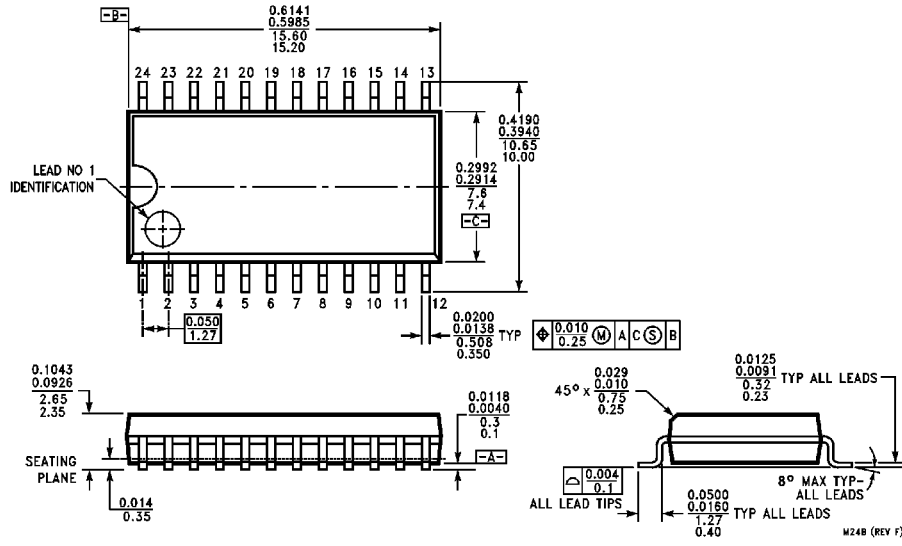 -B-
0.6141
0.5985
15.60
15.20
24 23 22 21 20 19 18 17 16 15 14 13
LEAD NO 1
IDENTIFICATION
0.2992
0.2914
7.6
7.4
-C-
0.4190
0.3940
10.65
10.00
1 2 3 4 5 6 7 8 9 10 11 12
0.050
1.27
0.0200
0.0138
0.508
0.350
TYP
0.010
0.25
M A C S B
0.1043
0.0926
2.65
2.35
0.0118
0.0040
0.3
0.1
-A-
SEATING
PLANE
0.014
0.35
45° x
0.029
0.010
0.75
0.25
0.0125
0.0091
0.32
0.23
TYP ALL LEADS
0.004
0.1
ALL LEAD TIPS
0.0500
0.0160
1.27
0.40
TYP ALL LEADS
8° MAX TYP-
ALL LEADS
M24B (REV F)